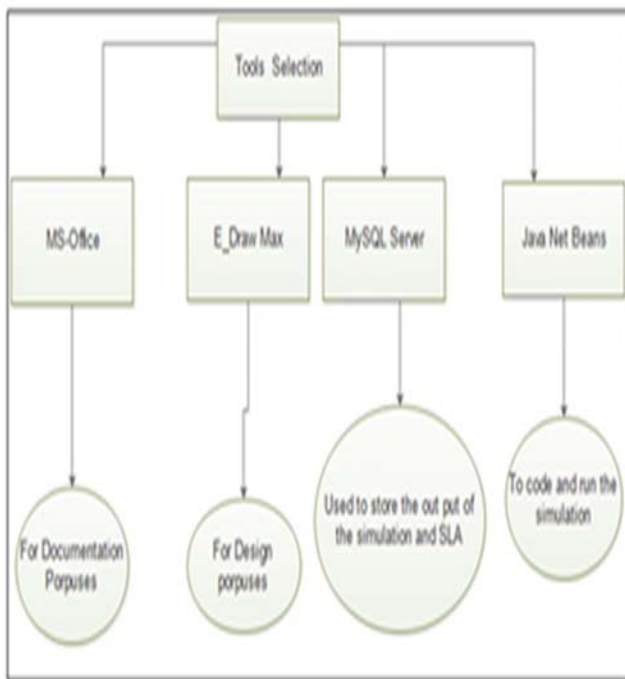 Tools Selection
MS-Office
E_Draw Max
MySQL Server
Java Net Beans
For Documentation
Porpuses
For Design
porpuses
Used to store the out put of
the simulation and SLA
To code and run the
simulation